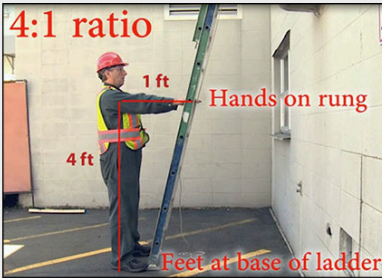 4:1 ratio
1 ft
Hands on rung
4 ft
Feet at base of ladder